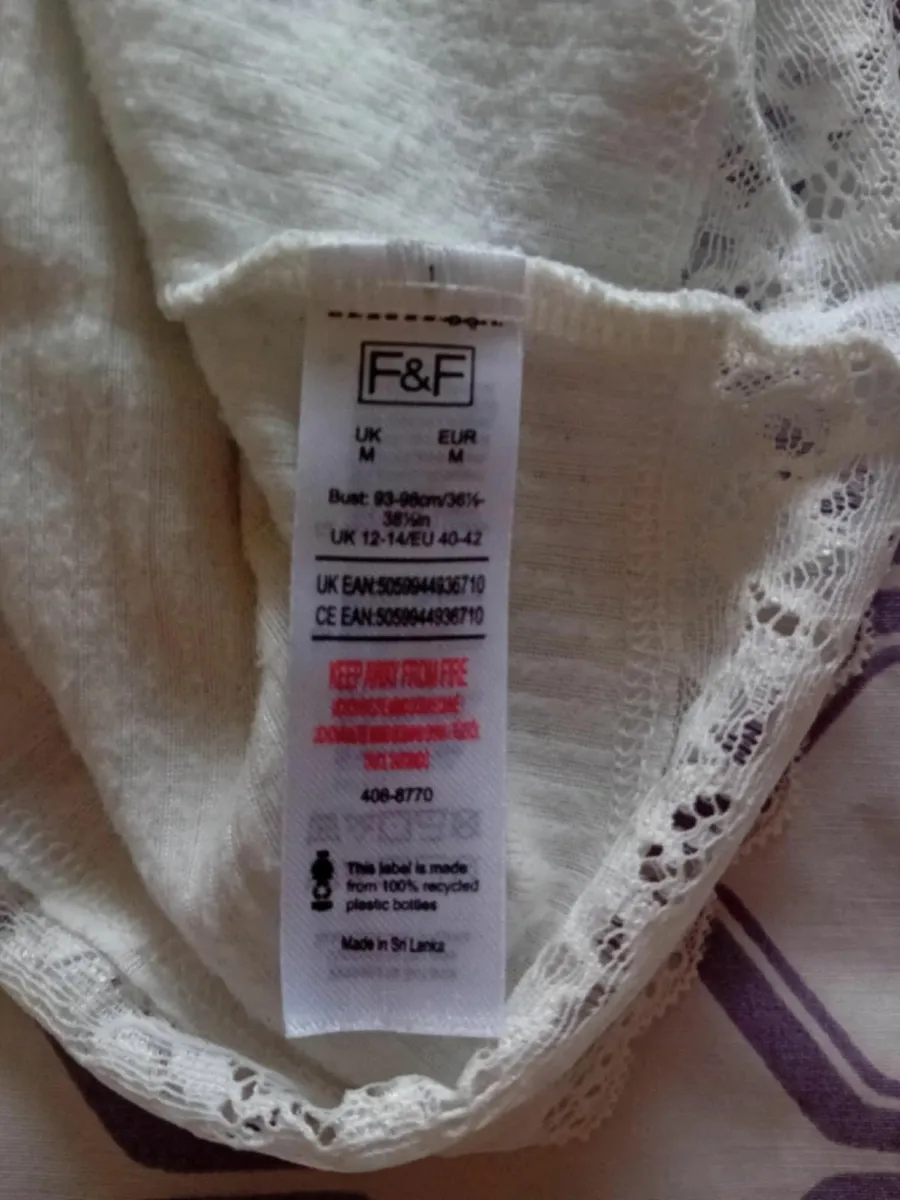 1
F&F
UK EUR
M M
Bust: 93-98cm/36½-
38½in
UK 12-14/EU 40-42
UK EAN:5059944936710
CE EAN:5059944936710
KEEP AWAY FROM FIRE
408-8770
This label is made
from 100% recycled
plastic bottles
Made in Sri Lanka